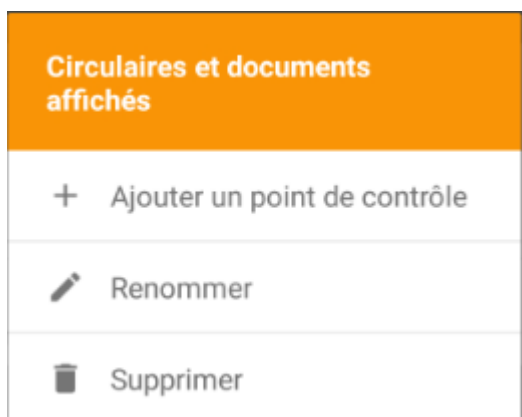 Circulaires et documents
affichés
Ajouter un point de contrôle
Renommer
Supprimer